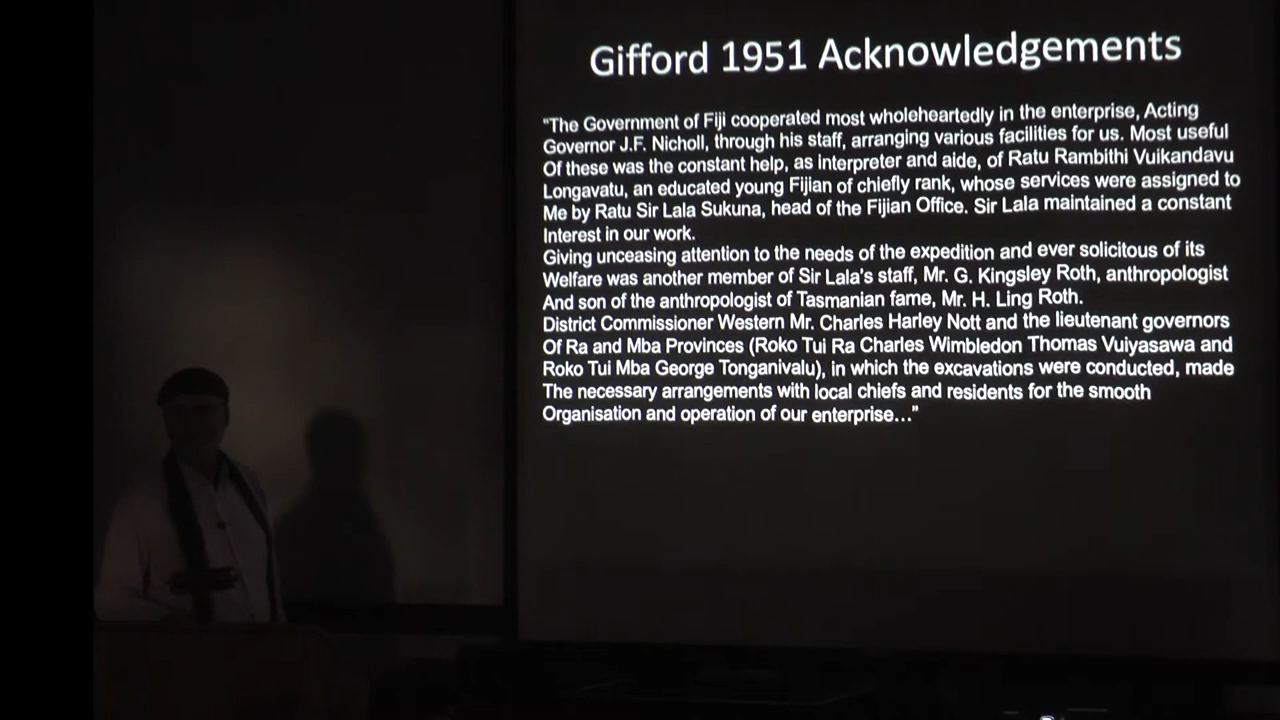 Gifford 1951 Acknowledgements
"The Government of Fiji cooperated most wholeheartedly in the enterprise, Acting
Governor J.F. Nicholl, through his staff, arranging various facilities for us. Most useful
Of these was the constant help, as interpreter and aide, of Ratu Rambithi Vuikandavu
Longavatu, an educated young Fijian of chiefly rank, whose services were assigned to
Me by Ratu Sir Lala Sukuna, head of the Fijian Office. Sir Lala maintained a constant
Interest in our work.
Giving unceasing attention to the needs of the expedition and ever solicitous of its
Welfare was another member of Sir Lala's staff, Mr. G. Kingsley Roth, anthropologist
And son of the anthropologist of Tasmanian fame, Mr. H. Ling Roth.
District Commissioner Western Mr. Charles Harley Nott and the lieutenant governors
Of Ra and Mba Provinces (Roko Tui Ra Charles Wimbledon Thomas Vuiyasawa and
Roko Tui Mba George Tonganivalu), in which the excavations were conducted, made
The necessary arrangements with local chiefs and residents for the smooth
Organisation and operation of our enterprise…"